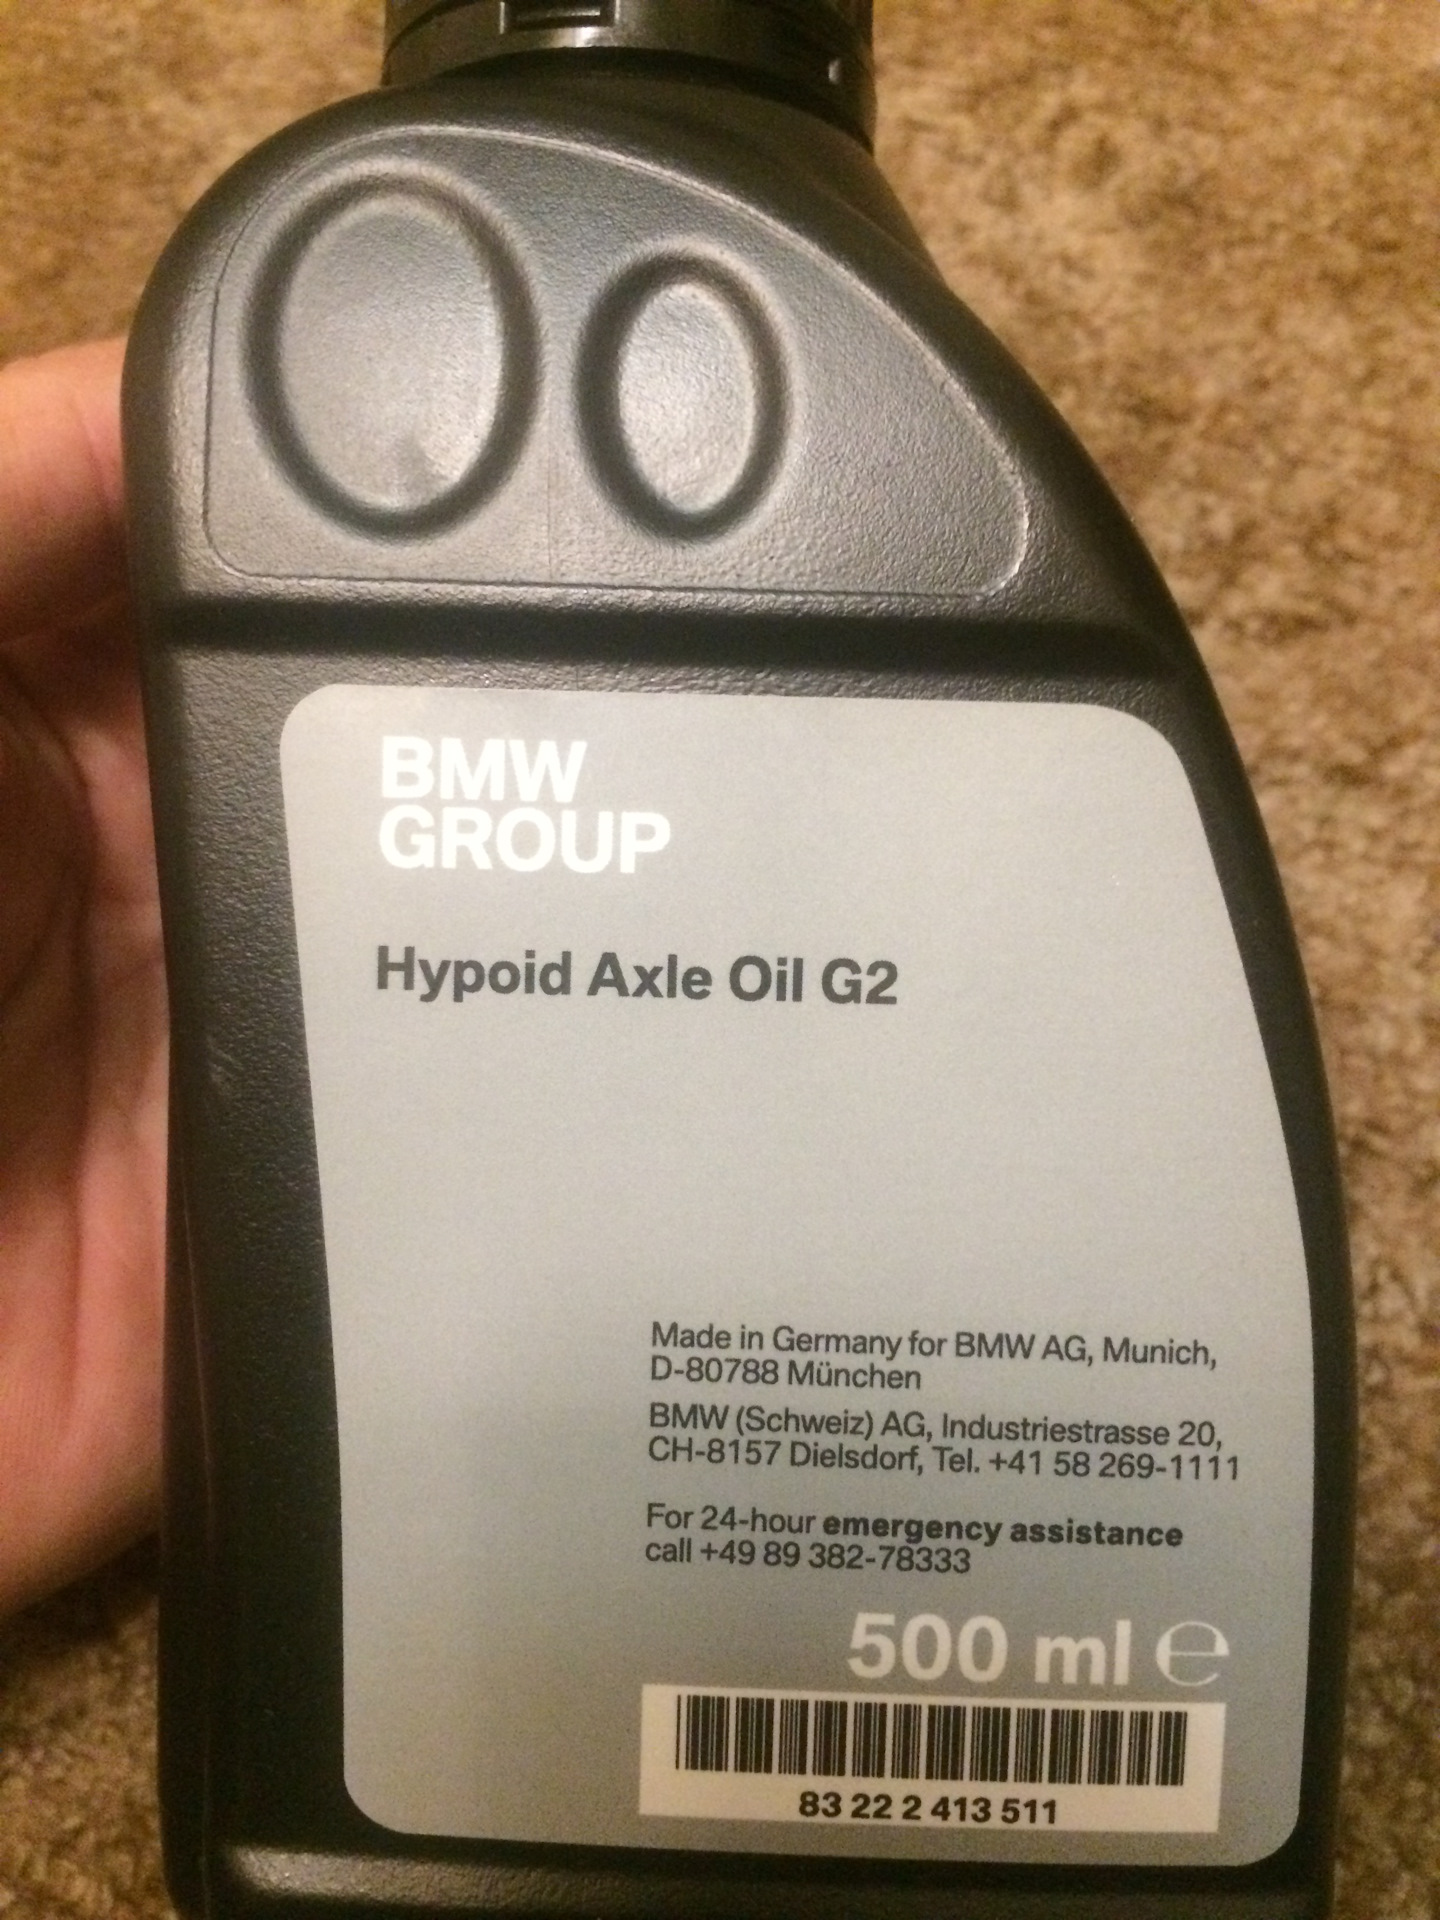 BMW
GROUP
Hypoid Axle Oil G2
Made in Germany for BMW AG, Munich,
D-80788 München
BMW (Schweiz) AG, Industriestrasse 20,
CH-8157 Dielsdorf, Tel. +41 58 269-1111
For 24-hour emergency assistance
call +49 89 382-78333
500 ml ℮
83 22 2 413 511